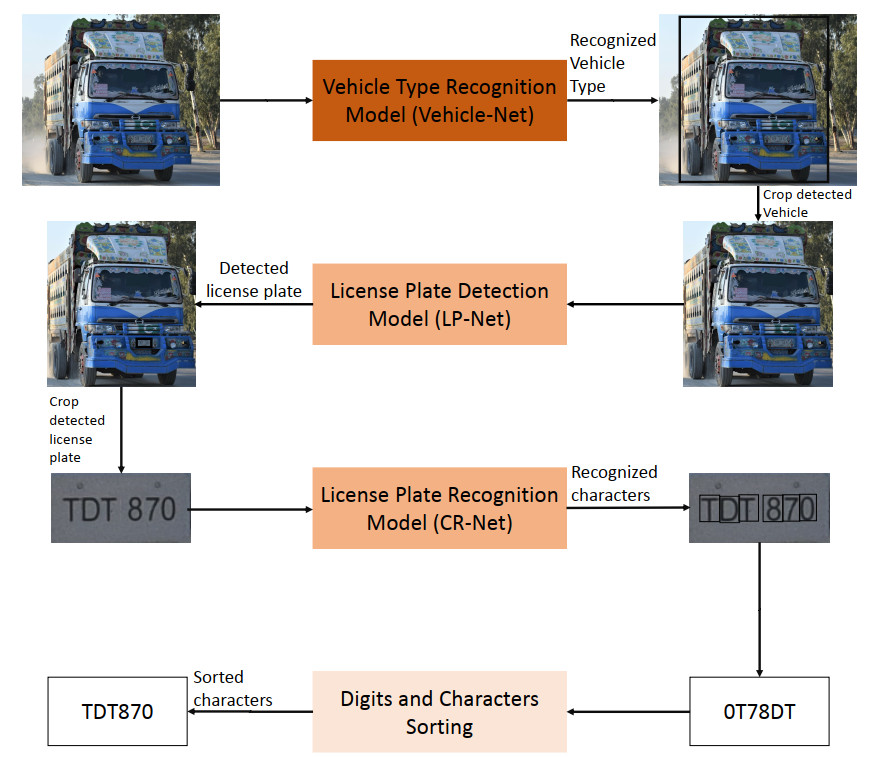 Vehicle Type Recognition
Model (Vehicle-Net)
Recognized
Vehicle
Type
Crop detected
Vehicle
License Plate Detection
Model (LP-Net)
Detected
license plate
Crop
detected
license
plate
TDT 870
License Plate Recognition
Model (CR-Net)
Recognized
characters
TDT 870
0T78DT
Digits and Characters
Sorting
Sorted
characters
TDT870